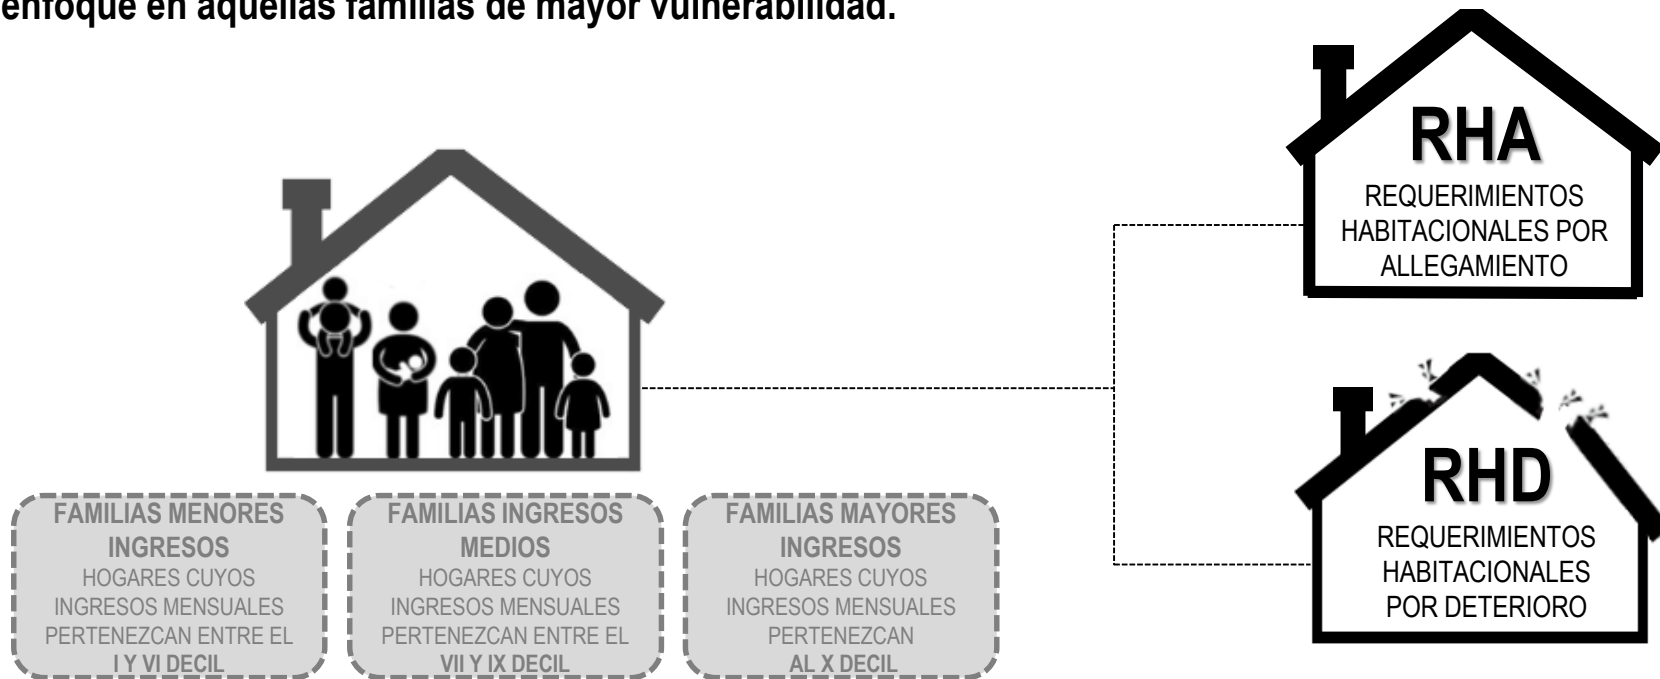 enfoque en aquellas familias de mayor vulnerabilidad.
RHA
REQUERIMIENTOS
HABITACIONALES POR
ALLEGAMIENTO
RHD
REQUERIMIENTOS
HABITACIONALES
POR DETERIORO
FAMILIAS MENORES
INGRESOS
HOGARES CUYOS
INGRESOS MENSUALES
PERTENEZCAN ENTRE EL
I Y VI DECIL
FAMILIAS INGRESOS
MEDIOS
HOGARES CUYOS
INGRESOS MENSUALES
PERTENEZCAN ENTRE EL
VII Y IX DECIL
FAMILIAS MAYORES
INGRESOS
HOGARES CUYOS
INGRESOS MENSUALES
PERTENEZCAN
AL X DECIL